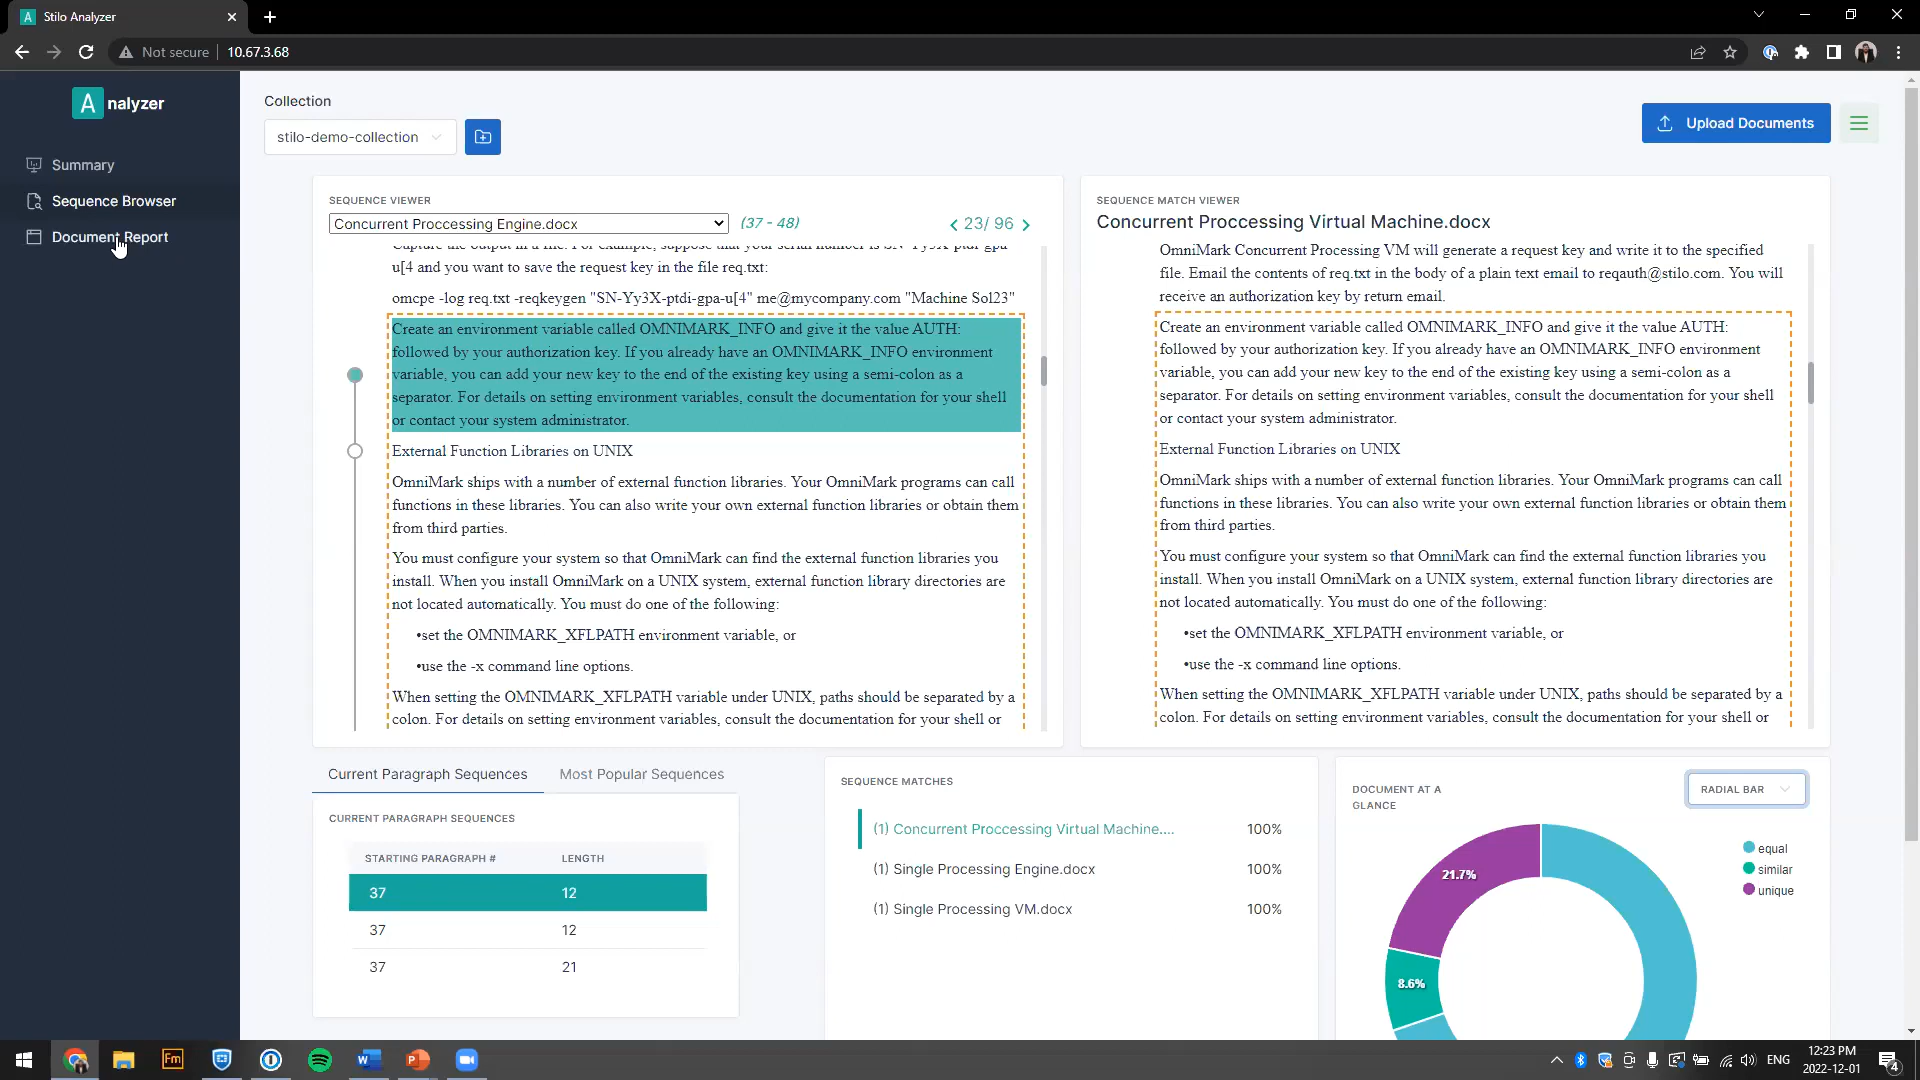 Stilo Analyzer
Not secure
10.67.3.68
Analyzer
Summary
Sequence Browser
Document Report
Collection
stilo-demo-collection
Upload Documents
SEQUENCE VIEWER
Concurrent Proccessing Engine.docx
(37 - 48)
23/ 96
Capture the output in a file. For example, suppose that your serial number is SN-Yy3X-ptdi-gpa-
u[4 and you want to save the request key in the file req.txt:
omcpe -log req.txt -reqkeygen "SN-Yy3X-ptdi-gpa-u[4" me@mycompany.com "Machine Sol23"
Create an environment variable called OMNIMARK_INFO and give it the value AUTH:
followed by your authorization key. If you already have an OMNIMARK_INFO environment
variable, you can add your new key to the end of the existing key using a semi-colon as a
separator. For details on setting environment variables, consult the documentation for your shell
or contact your system administrator.
External Function Libraries on UNIX
OmniMark ships with a number of external function libraries. Your OmniMark programs can call
functions in these libraries. You can also write your own external function libraries or obtain them
from third parties.
You must configure your system so that OmniMark can find the external function libraries you
install. When you install OmniMark on a UNIX system, external function library directories are
not located automatically. You must do one of the following:
•set the OMNIMARK_XFLPATH environment variable, or
•use the -x command line options.
When setting the OMNIMARK_XFLPATH variable under UNIX, paths should be separated by a
colon. For details on setting environment variables, consult the documentation for your shell or
SEQUENCE MATCH VIEWER
Concurrent Proccessing Virtual Machine.docx
OmniMark Concurrent Processing VM will generate a request key and write it to the specified
file. Email the contents of req.txt in the body of a plain text email to reqauth@stilo.com. You will
receive an authorization key by return email.
Create an environment variable called OMNIMARK_INFO and give it the value AUTH:
followed by your authorization key. If you already have an OMNIMARK_INFO environment
variable, you can add your new key to the end of the existing key using a semi-colon as a
separator. For details on setting environment variables, consult the documentation for your shell
or contact your system administrator.
External Function Libraries on UNIX
OmniMark ships with a number of external function libraries. Your OmniMark programs can call
functions in these libraries. You can also write your own external function libraries or obtain them
from third parties.
You must configure your system so that OmniMark can find the external function libraries you
install. When you install OmniMark on a UNIX system, external function library directories are
not located automatically. You must do one of the following:
•set the OMNIMARK_XFLPATH environment variable, or
•use the -x command line options.
When setting the OMNIMARK_XFLPATH variable under UNIX, paths should be separated by a
colon. For details on setting environment variables, consult the documentation for your shell or
Current Paragraph Sequences
Most Popular Sequences
CURRENT PARAGRAPH SEQUENCES
STARTING PARAGRAPH # LENGTH
37 12
37 12
37 21
SEQUENCE MATCHES
(1) Concurrent Proccessing Virtual Machine.... 100%
(1) Single Processing Engine.docx 100%
(1) Single Processing VM.docx 100%
DOCUMENT AT A
GLANCE
RADIAL BAR
equal
similar
unique
21.7%
8.6%
Fm
ENG
12:23 PM
2022-12-01
4